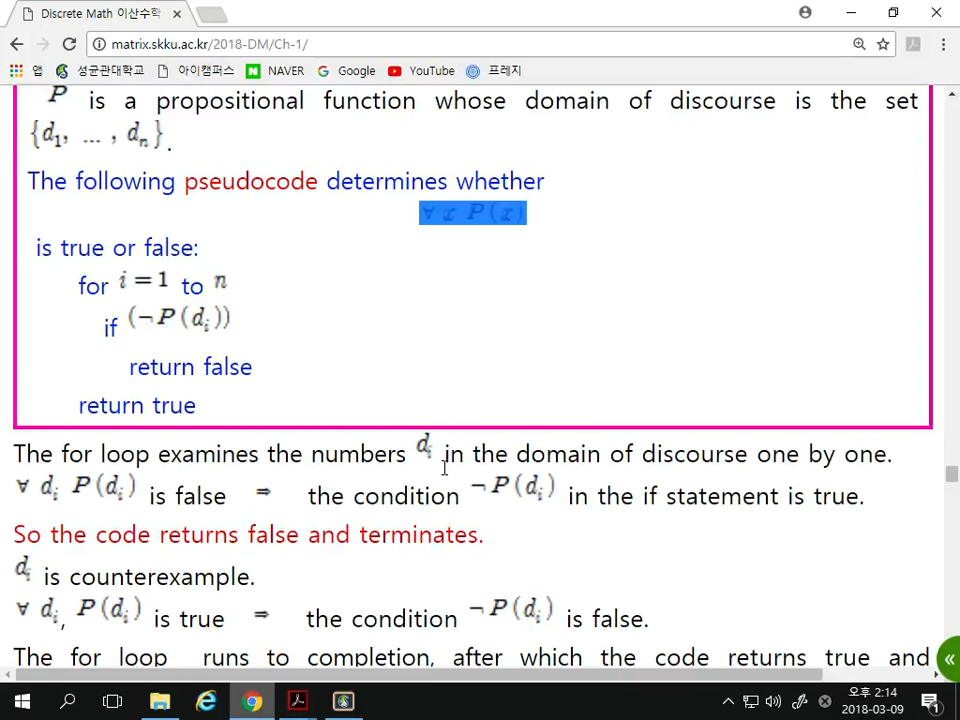 Discrete Math 이산수학
matrix.skku.ac.kr/2018-DM/Ch-1/
앱 성균관대학교 아이캠퍼스 NAVER Google YouTube 프레지
P is a propositional function whose domain of discourse is the set
{d₁, ... , dₙ}.
The following pseudocode determines whether
∀ x P(x)
is true or false:
for i = 1 to n
if (¬P(dᵢ))
return false
return true
The for loop examines the numbers dᵢ in the domain of discourse one by one.
∀ dᵢ P(dᵢ) is false ⇒ the condition ¬P(dᵢ) in the if statement is true.
So the code returns false and terminates.
dᵢ is counterexample.
∀ dᵢ, P(dᵢ) is true ⇒ the condition ¬P(dᵢ) is false.
The for loop runs to completion, after which the code returns true and
오후 2:14
2018-03-09
1